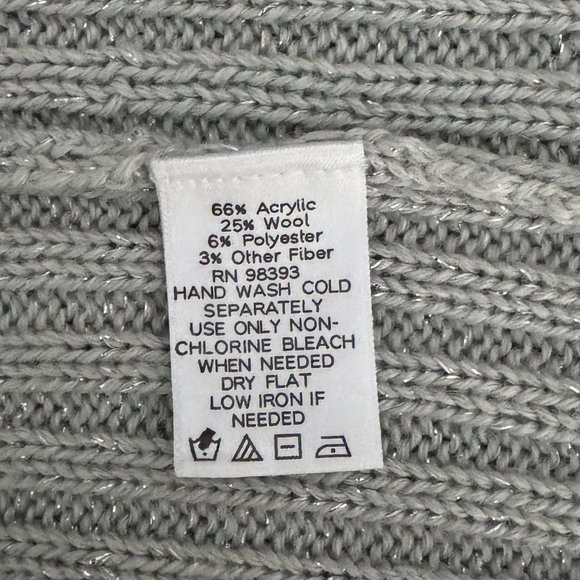 66% Acrylic
25% Wool
6% Polyester
3% Other Fiber
RN 98393
HAND WASH COLD
SEPARATELY
USE ONLY NON-
CHLORINE BLEACH
WHEN NEEDED
DRY FLAT
LOW IRON IF
NEEDED